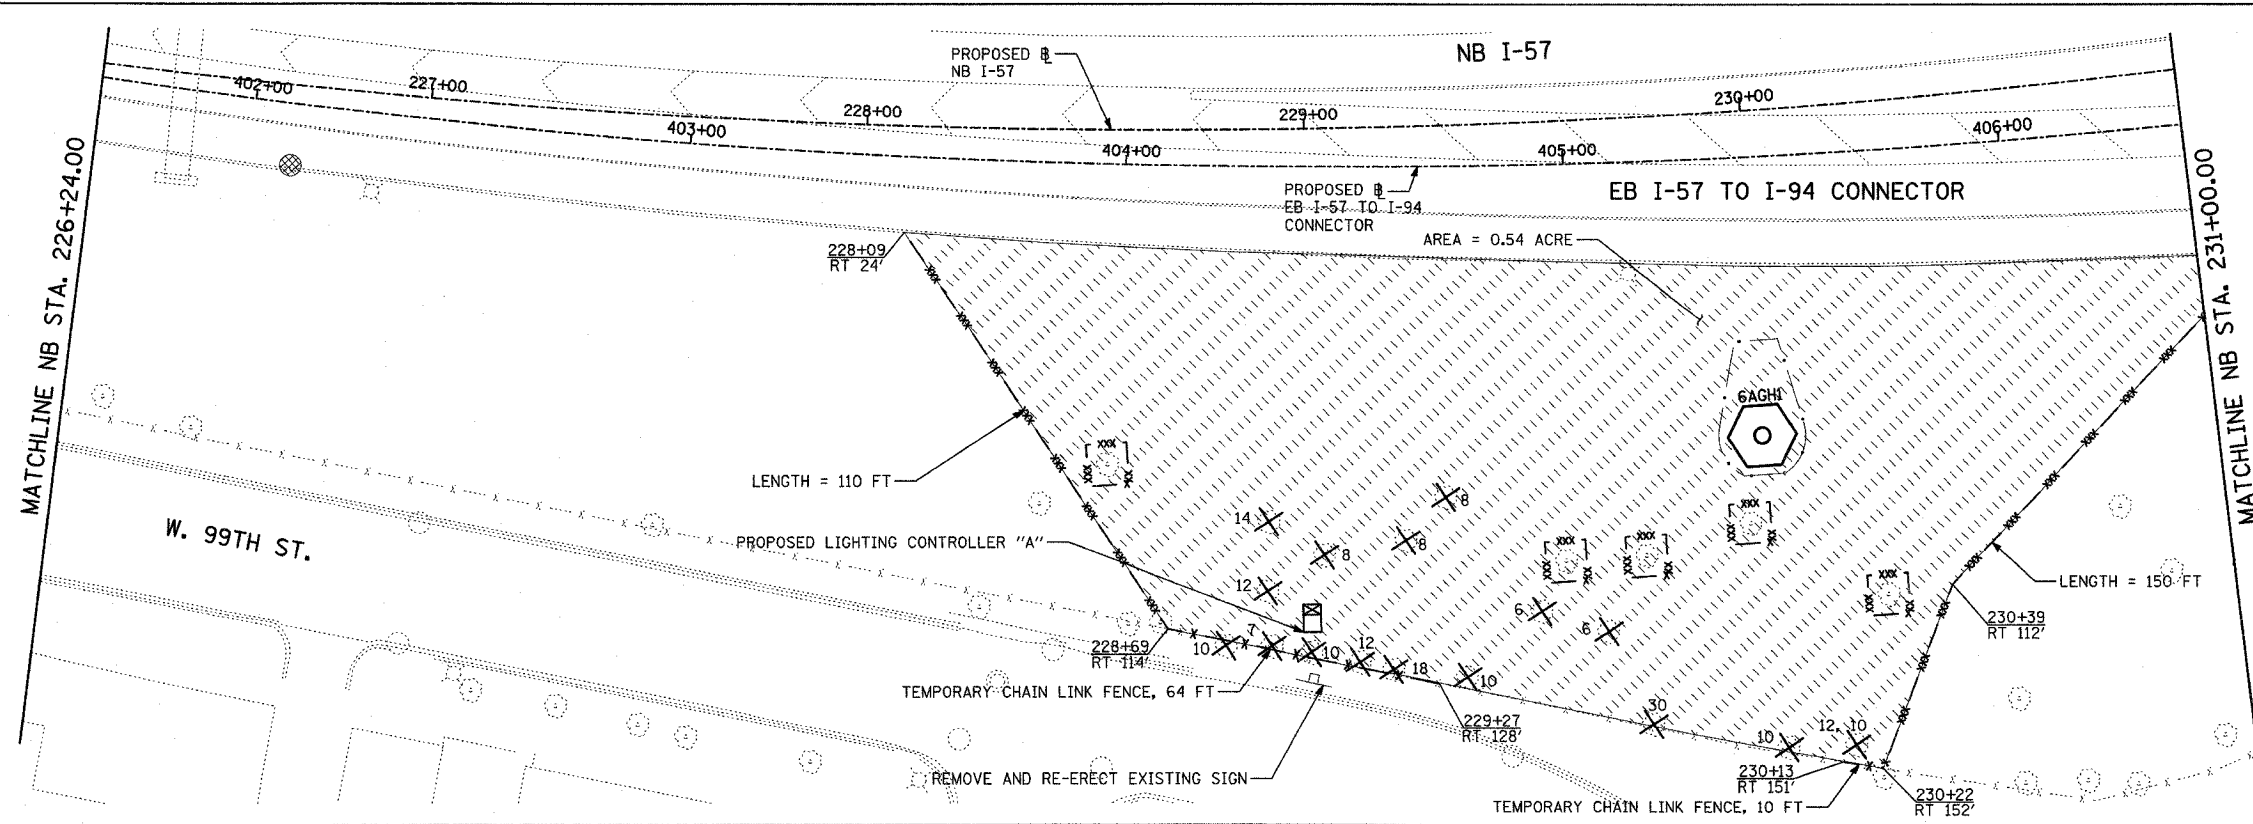 PROPOSED B
NB I-57
NB I-57
402+00
227+00
228+00
229+00
230+00
403+00
404+00
405+00
406+00
MATCHLINE NB STA. 226+24.00
MATCHLINE NB STA. 231+00.00
PROPOSED B
EB I-57 TO I-94
CONNECTOR
EB I-57 TO I-94 CONNECTOR
AREA = 0.54 ACRE
228+09
RT 24'
6AGH1
XXX
LENGTH = 110 FT
W. 99TH ST.
PROPOSED LIGHTING CONTROLLER "A"
14
8
8
8
12
6
6
LENGTH = 150 FT
230+39
RT 112'
228+69
RT 114'
10
7
10
12
18
10
30
10
12, 10
TEMPORARY CHAIN LINK FENCE, 64 FT
229+27
RT 128'
REMOVE AND RE-ERECT EXISTING SIGN
230+13
RT 151'
TEMPORARY CHAIN LINK FENCE, 10 FT
230+22
RT 152'